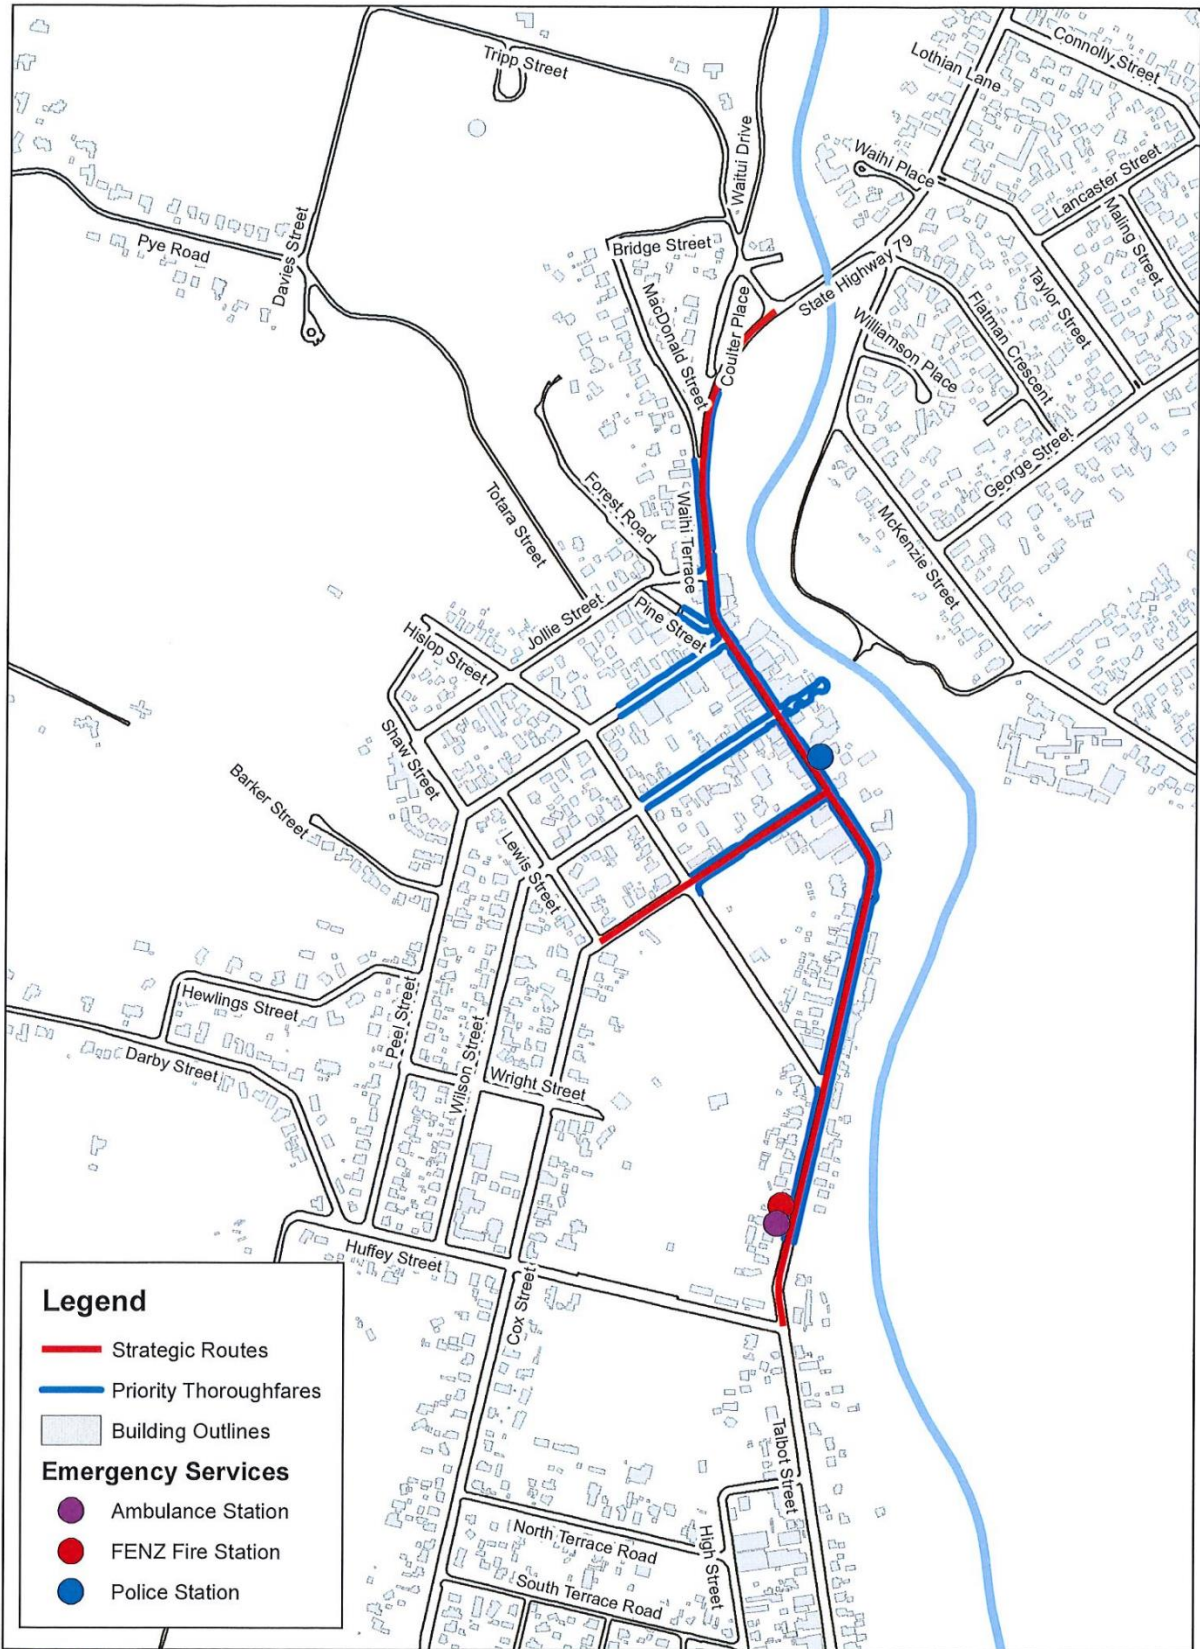 Connolly Street
Lothian Lane
Tripp Street
Waitui Drive
Waihi Place
Lancaster Street
Maling Street
Pye Road
Davies Street
Bridge Street
State Highway 79
Taylor Street
MacDonald Street
Coulter Place
Flatman Crescent
Williamson Place
George Street
Forest Road
Totara Street
Waihi Terrace
McKenzie Street
Pine Street
Jollie Street
Hislop Street
Shaw Street
Barker Street
Lewis Street
Hewlings Street
Peel Street
Wilson Street
Darby Street
Wright Street
Huffey Street
Cox Street
Talbot Street
North Terrace Road
High Street
South Terrace Road
Legend
Strategic Routes
Priority Thoroughfares
Building Outlines
Emergency Services
Ambulance Station
FENZ Fire Station
Police Station